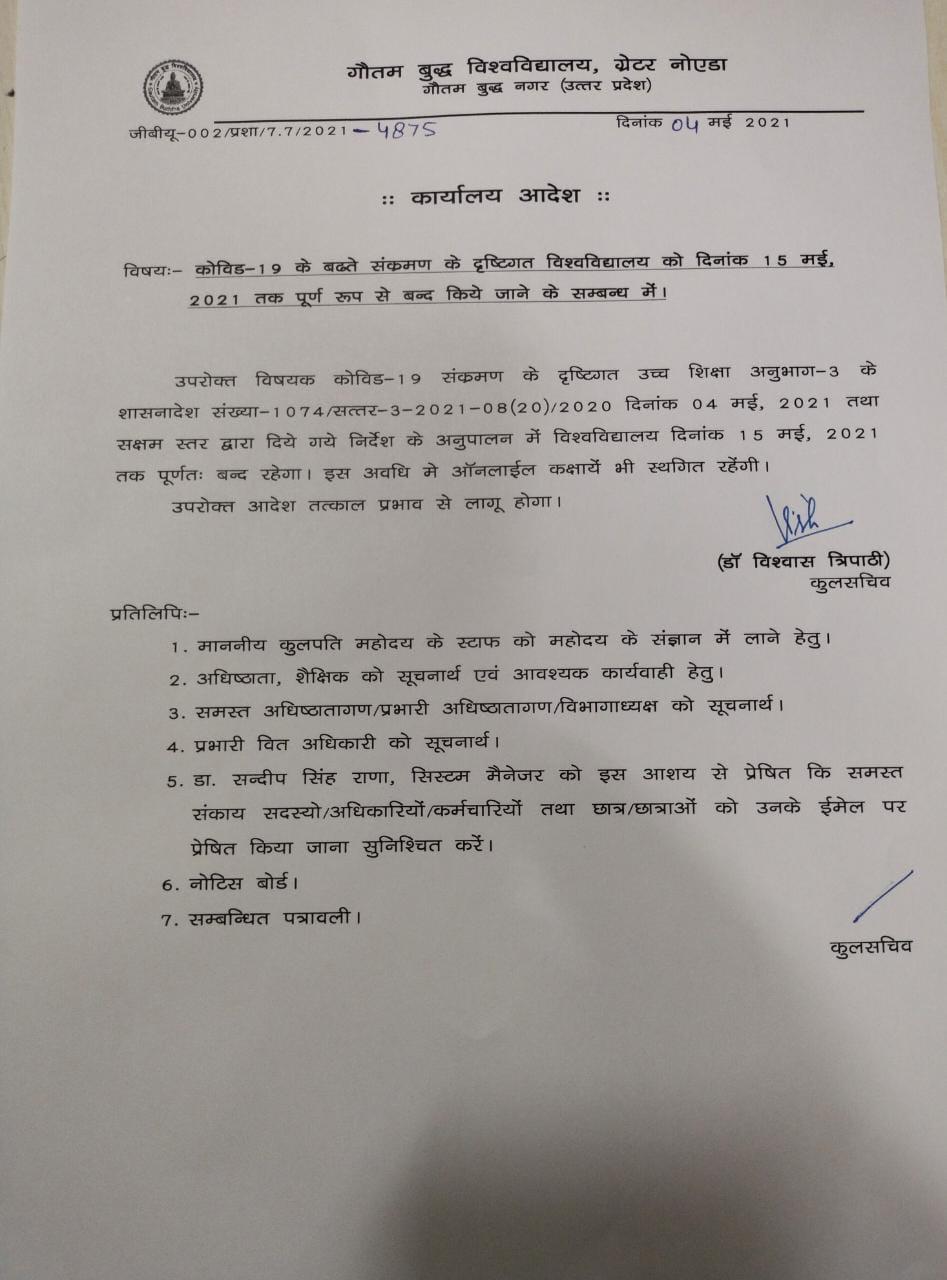 गौतम बुद्ध विश्वविद्यालय, ग्रेटर नोएडा
गौतम बुद्ध नगर (उत्तर प्रदेश)
जीबीयू-002/प्रशा/7.7/2021-4875
दिनांक 04 मई 2021
:: कार्यालय आदेश ::
विषयः- कोविड-19 के बढते संक्रमण के दृष्टिगत विश्वविद्यालय को दिनांक 15 मई,
2021 तक पूर्ण रूप से बन्द किये जाने के सम्बन्ध में।
उपरोक्त विषयक कोविड-19 संक्रमण के दृष्टिगत उच्च शिक्षा अनुभाग-3 के
शासनादेश संख्या-1074/सत्तर-3-2021-08(20)/2020 दिनांक 04 मई, 2021 तथा
सक्षम स्तर द्वारा दिये गये निर्देश के अनुपालन में विश्वविद्यालय दिनांक 15 मई, 2021
तक पूर्णतः बन्द रहेगा। इस अवधि मे ऑनलाईल कक्षायें भी स्थगित रहेंगी।
उपरोक्त आदेश तत्काल प्रभाव से लागू होगा।
(डॉ विश्वास त्रिपाठी)
कुलसचिव
प्रतिलिपिः-
1. माननीय कुलपति महोदय के स्टाफ को महोदय के संज्ञान में लाने हेतु।
2. अधिष्ठाता, शैक्षिक को सूचनार्थ एवं आवश्यक कार्यवाही हेतु।
3. समस्त अधिष्ठातागण/प्रभारी अधिष्ठातागण/विभागाध्यक्ष को सूचनार्थ।
4. प्रभारी वित अधिकारी को सूचनार्थ।
5. डा. सन्दीप सिंह राणा, सिस्टम मैनेजर को इस आशय से प्रेषित कि समस्त
संकाय सदस्यो/अधिकारियों/कर्मचारियों तथा छात्र/छात्राओं को उनके ईमेल पर
प्रेषित किया जाना सुनिश्चित करें।
6. नोटिस बोर्ड।
7. सम्बन्धित पत्रावली।
कुलसचिव